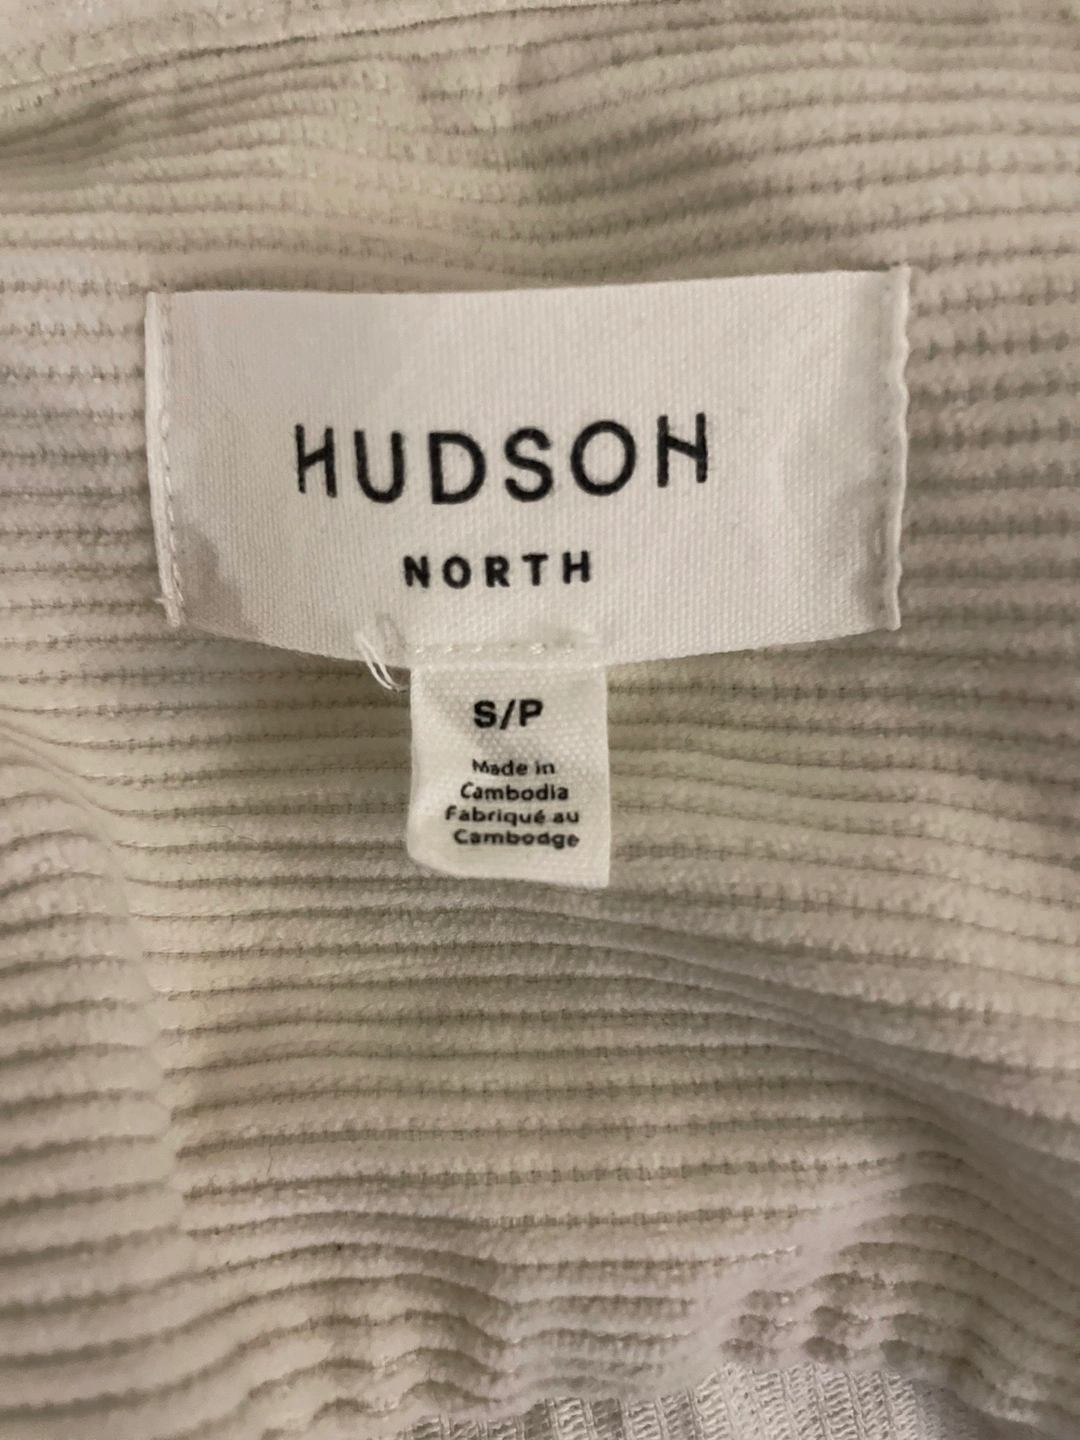 HUDSON
NORTH
S/P
Made in
Cambodia
Fabriqué au
Cambodge